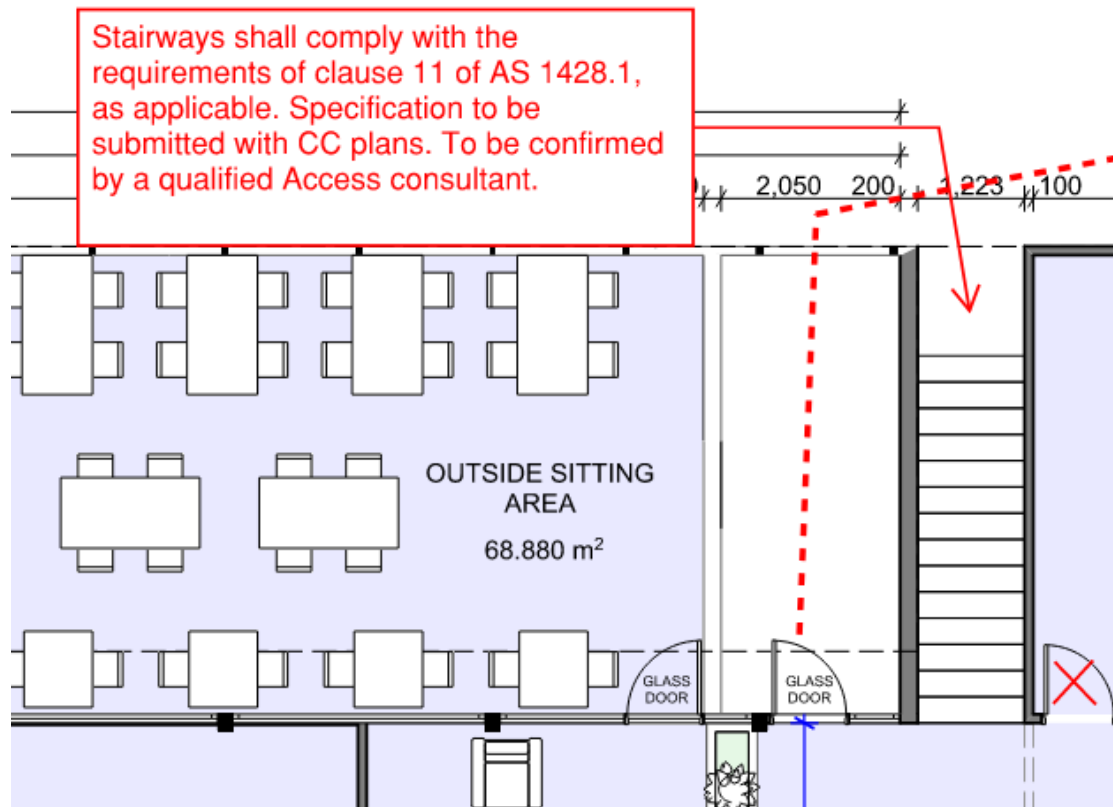 Stairways shall comply with the
requirements of clause 11 of AS 1428.1,
as applicable. Specification to be
submitted with CC plans. To be confirmed
by a qualified Access consultant.
2,050 200 1,223 100
OUTSIDE SITTING
AREA
68.880 m²
GLASS
DOOR
GLASS
DOOR